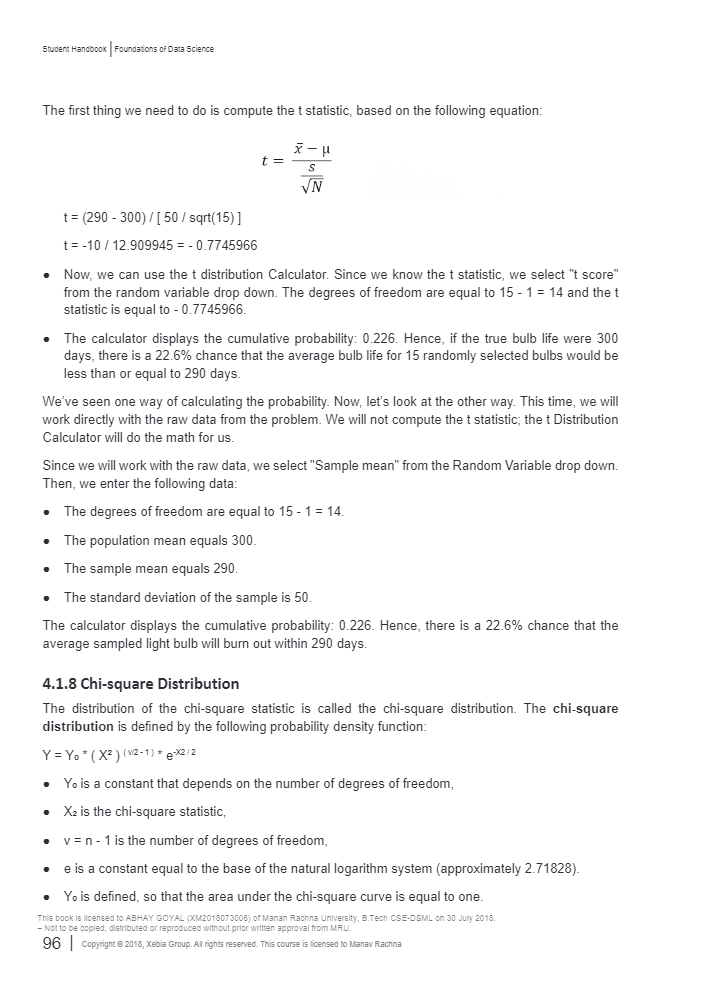 Student Handbook | Foundations of Data Science
The first thing we need to do is compute the t statistic, based on the following equation:
t = (x̄ − μ) / (s / √N)
t = (290 - 300) / [ 50 / sqrt(15) ]
t = -10 / 12.909945 = - 0.7745966
• Now, we can use the t distribution Calculator. Since we know the t statistic, we select "t score"
from the random variable drop down. The degrees of freedom are equal to 15 - 1 = 14 and the t
statistic is equal to - 0.7745966.
• The calculator displays the cumulative probability: 0.226. Hence, if the true bulb life were 300
days, there is a 22.6% chance that the average bulb life for 15 randomly selected bulbs would be
less than or equal to 290 days.
We've seen one way of calculating the probability. Now, let's look at the other way. This time, we will
work directly with the raw data from the problem. We will not compute the t statistic; the t Distribution
Calculator will do the math for us.
Since we will work with the raw data, we select "Sample mean" from the Random Variable drop down.
Then, we enter the following data:
• The degrees of freedom are equal to 15 - 1 = 14.
• The population mean equals 300.
• The sample mean equals 290.
• The standard deviation of the sample is 50.
The calculator displays the cumulative probability: 0.226. Hence, there is a 22.6% chance that the
average sampled light bulb will burn out within 290 days.
4.1.8 Chi-square Distribution
The distribution of the chi-square statistic is called the chi-square distribution. The chi-square
distribution is defined by the following probability density function:
Y = Y₀ * ( X² ) ^(v/2 - 1) * e^-X2 / 2
• Y₀ is a constant that depends on the number of degrees of freedom,
• X₂ is the chi-square statistic,
• v = n - 1 is the number of degrees of freedom,
• e is a constant equal to the base of the natural logarithm system (approximately 2.71828).
• Y₀ is defined, so that the area under the chi-square curve is equal to one.
This book is licensed to ABHAY GOYAL (XM2018073006) of Manan Rachna University, B.Tech CSE-DSML on 30 July 2018.
– Not to be copied, distributed or reproduced without prior written approval from MRU.
96 | Copyright © 2018, Xebia Group. All rights reserved. This course is licensed to Manav Rachna